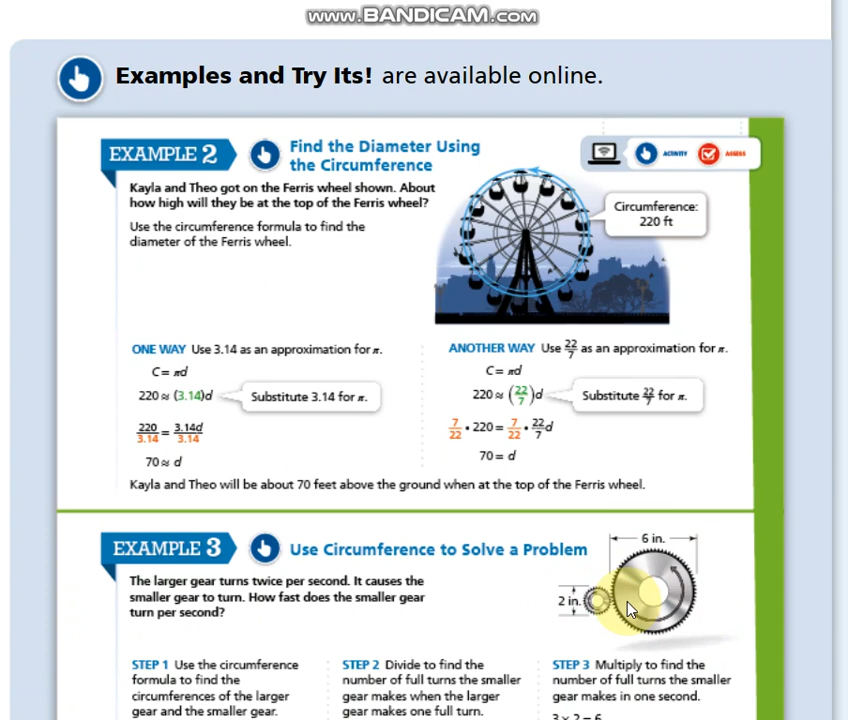 www.BANDICAM.com
Examples and Try Its! are available online.
EXAMPLE 2
Find the Diameter Using
the Circumference
ACTIVITY
ASSESS
Kayla and Theo got on the Ferris wheel shown. About
how high will they be at the top of the Ferris wheel?
Use the circumference formula to find the
diameter of the Ferris wheel.
Circumference:
220 ft
ONE WAY Use 3.14 as an approximation for π.
C = πd
220 ≈ (3.14)d
Substitute 3.14 for π.
220/3.14 = 3.14d/3.14
70 ≈ d
ANOTHER WAY Use 22/7 as an approximation for π.
C = πd
220 ≈ (22/7)d
Substitute 22/7 for π.
7/22 • 220 = 7/22 • 22/7 d
70 = d
Kayla and Theo will be about 70 feet above the ground when at the top of the Ferris wheel.
EXAMPLE 3
Use Circumference to Solve a Problem
6 in.
2 in.
The larger gear turns twice per second. It causes the
smaller gear to turn. How fast does the smaller gear
turn per second?
STEP 1 Use the circumference
formula to find the
circumferences of the larger
gear and the smaller gear.
STEP 2 Divide to find the
number of full turns the smaller
gear makes when the larger
gear makes one full turn.
STEP 3 Multiply to find the
number of full turns the smaller
gear makes in one second.
3 × 2 = 6